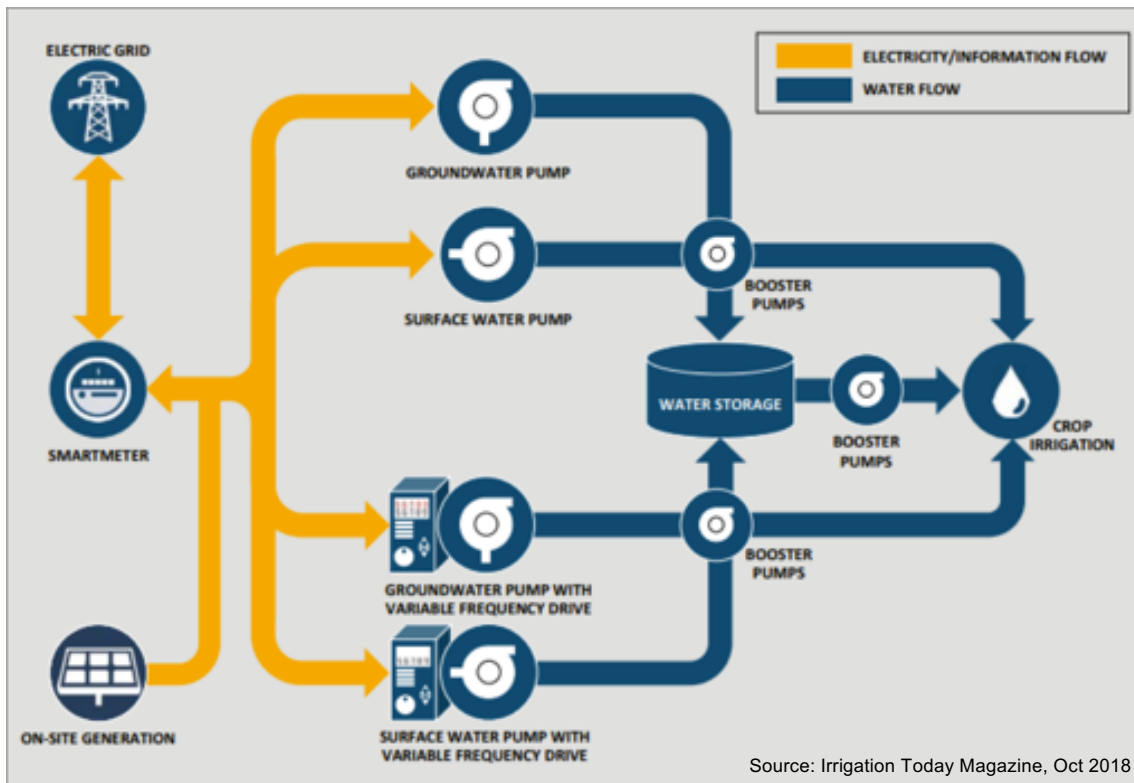 ELECTRIC GRID
ELECTRICITY/INFORMATION FLOW
WATER FLOW
GROUNDWATER PUMP
SURFACE WATER PUMP
BOOSTER
PUMPS
SMARTMETER
WATER STORAGE
BOOSTER
PUMPS
CROP
IRRIGATION
GROUNDWATER PUMP WITH
VARIABLE FREQUENCY DRIVE
BOOSTER
PUMPS
ON-SITE GENERATION
SURFACE WATER PUMP WITH
VARIABLE FREQUENCY DRIVE
Source: Irrigation Today Magazine, Oct 2018